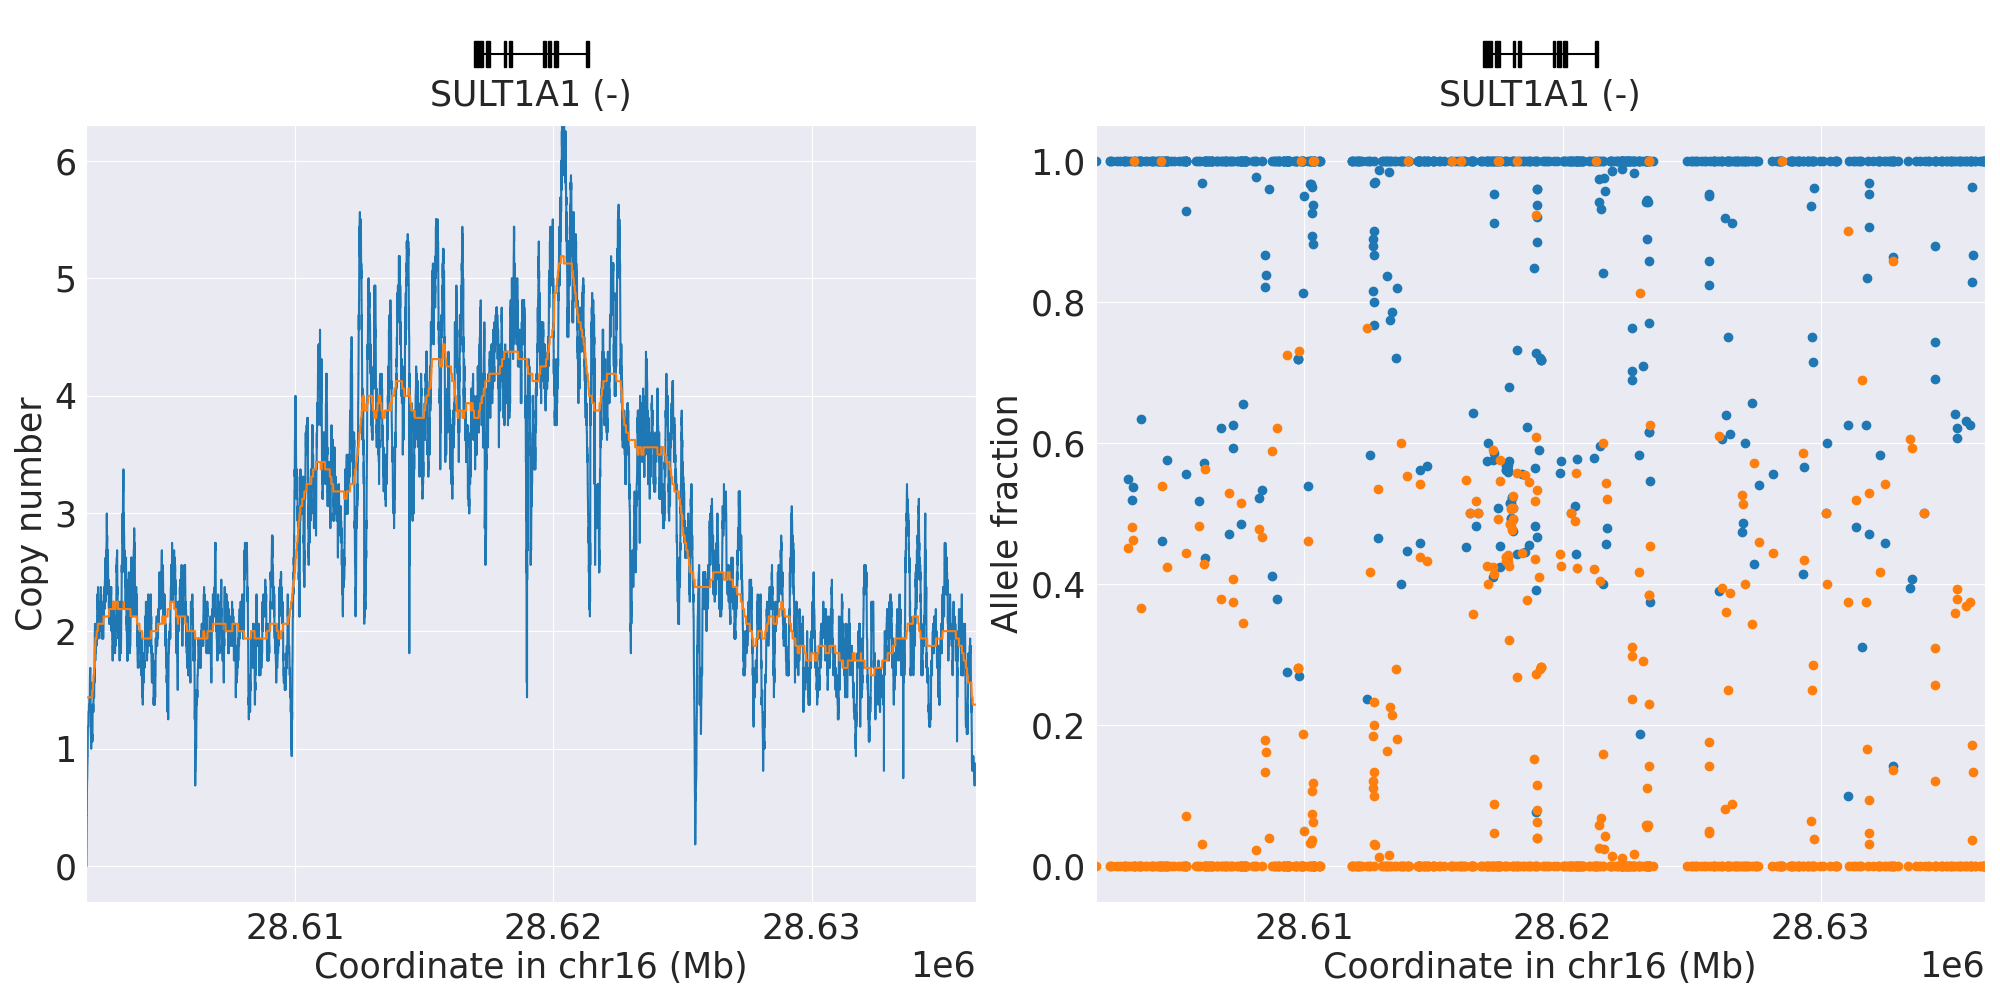 SULT1A1 (-)
Copy number
6
5
4
3
2
1
0
28.61
28.62
28.63
Coordinate in chr16 (Mb)
1e6
SULT1A1 (-)
Allele fraction
1.0
0.8
0.6
0.4
0.2
0.0
28.61
28.62
28.63
Coordinate in chr16 (Mb)
1e6